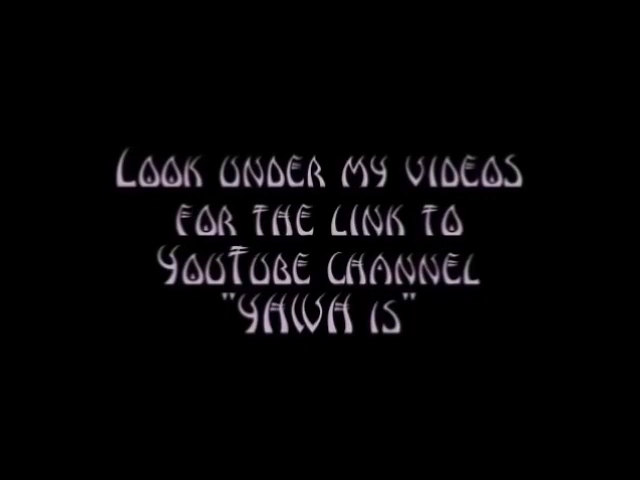 Look under my videos
for the link to
YouTube channel
"YHWH is"